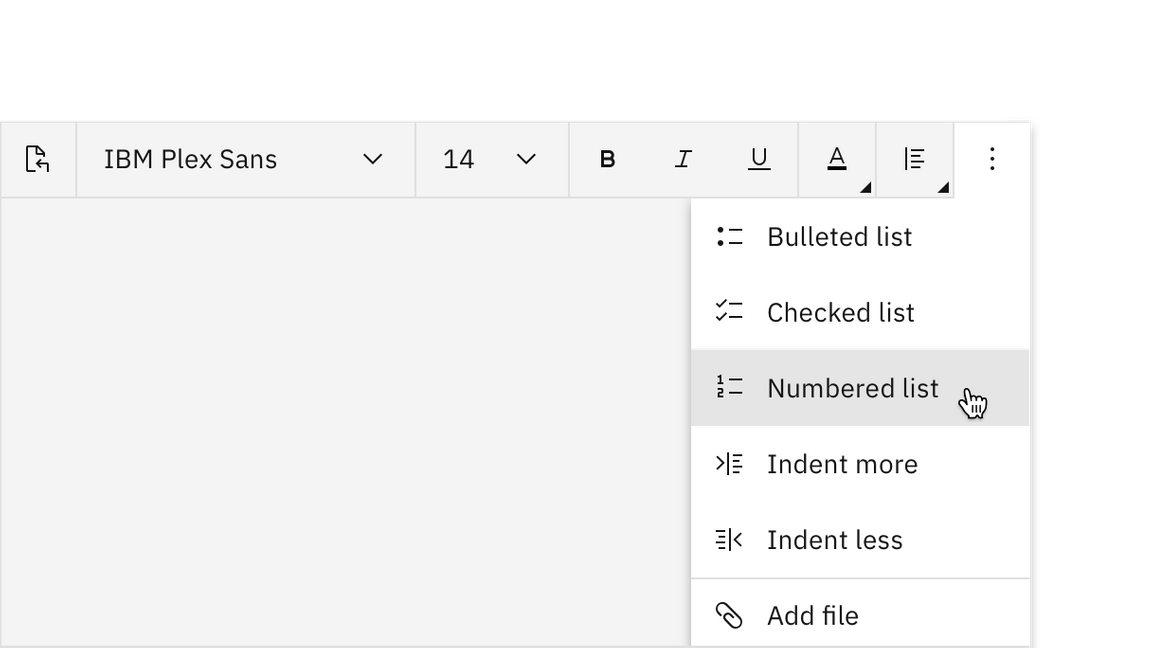 IBM Plex Sans 14 B I U A
Bulleted list
Checked list
Numbered list
Indent more
Indent less
Add file